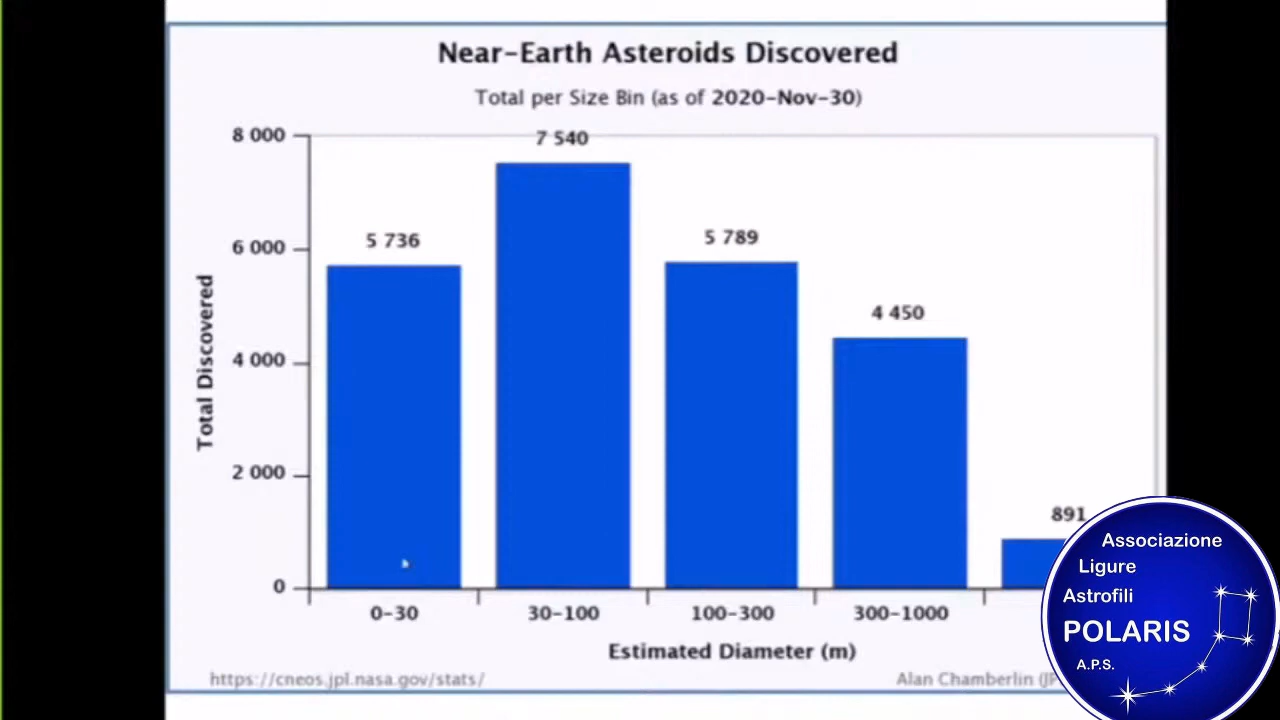 Near-Earth Asteroids Discovered
Total per Size Bin (as of 2020-Nov-30)
8 000
7 540
5 736
5 789
6 000
4 450
4 000
2 000
891
0
Total Discovered
0-30
30-100
100-300
300-1000
Estimated Diameter (m)
https://cneos.jpl.nasa.gov/stats/
Alan Chamberlin (JP
Associazione
Ligure
Astrofili
POLARIS
A.P.S.